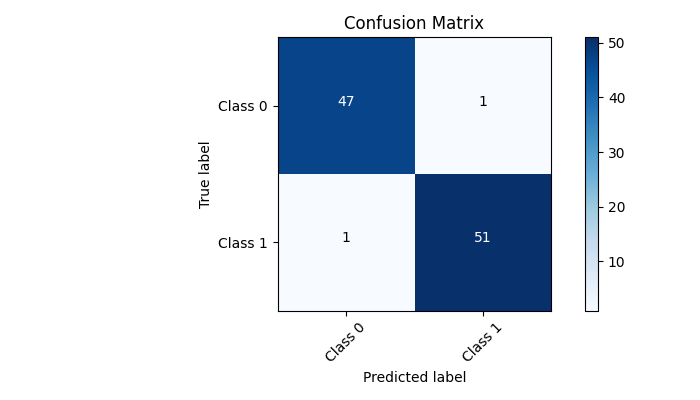 Confusion Matrix
Class 0
47
1
Class 1
1
51
True label
Class 0
Class 1
Predicted label
50
40
30
20
10